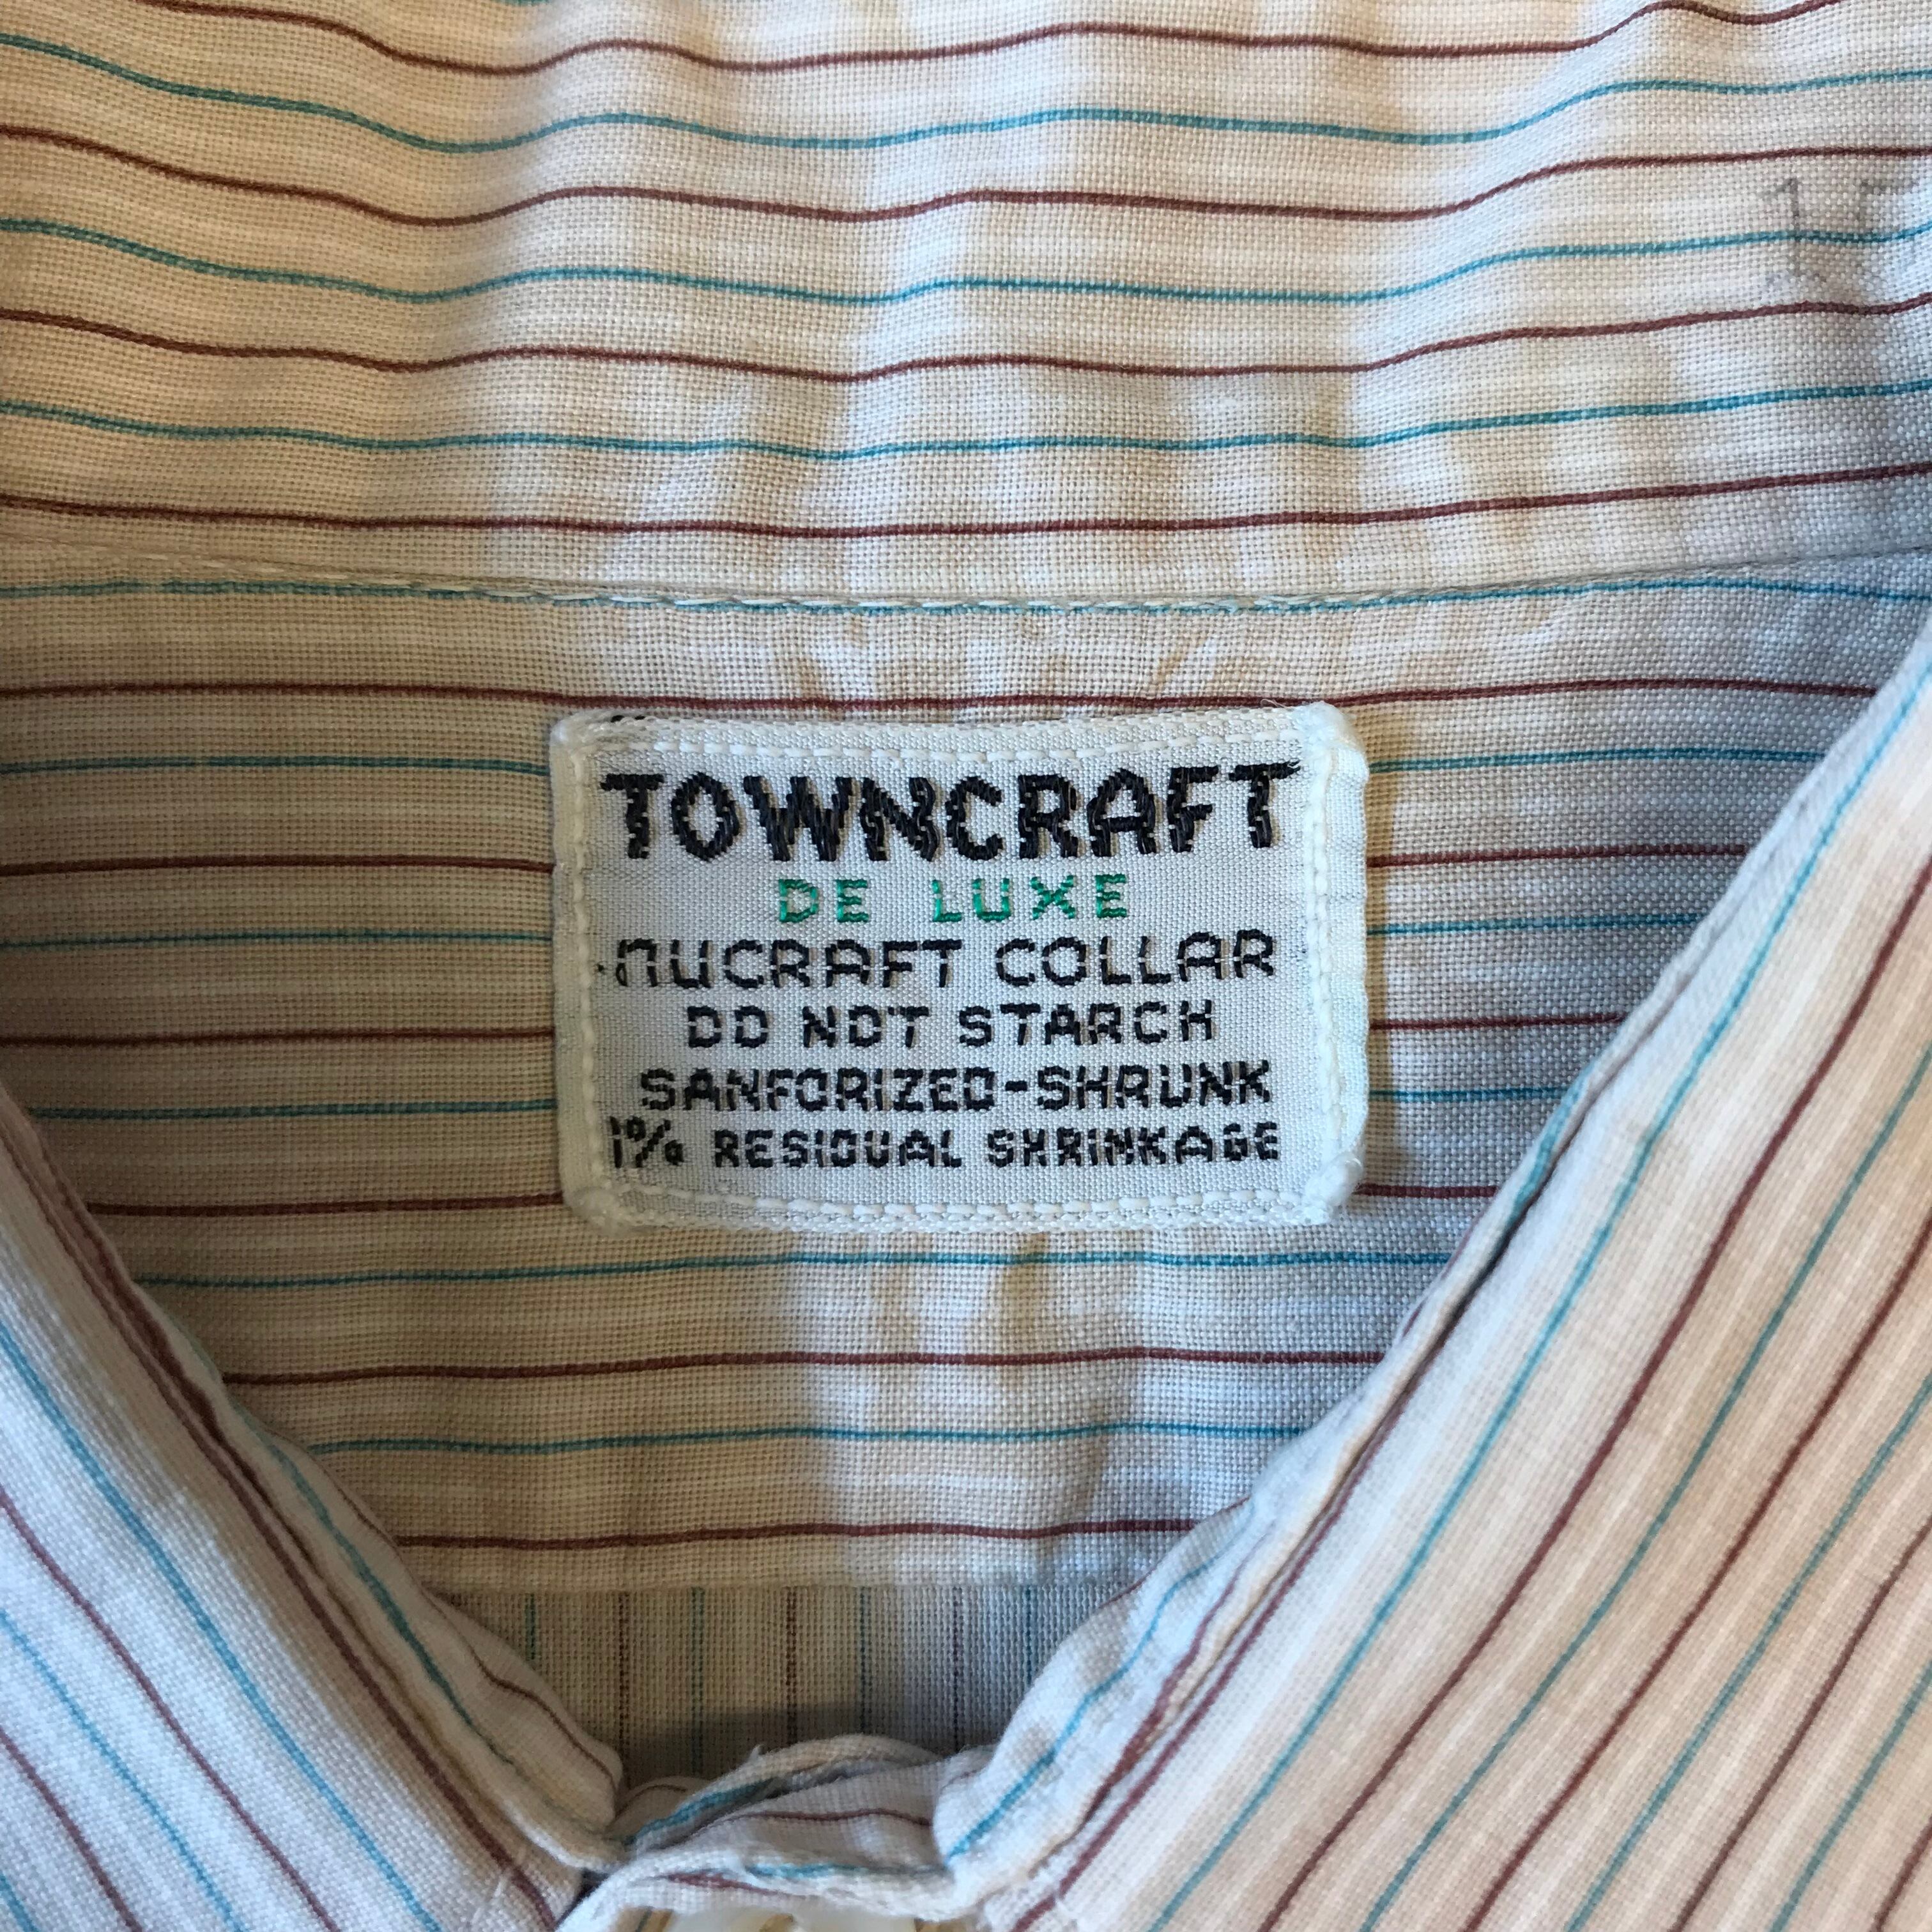 TOWNCRAFT
DE LUXE
NUCRAFT COLLAR
DO NOT STARCH
SANFORIZED-SHRUNK
1% RESIDUAL SHRINKAGE